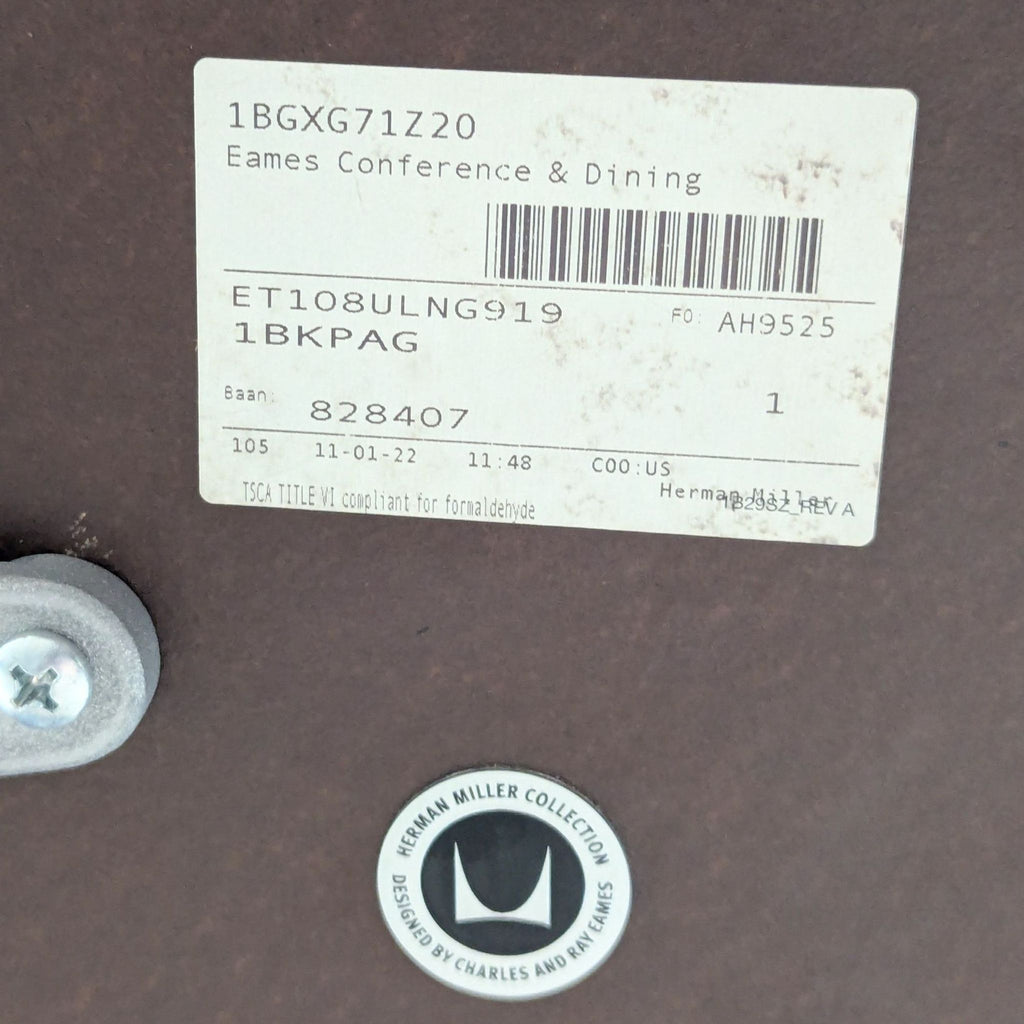 1BGXG71Z20
Eames Conference & Dining
ET108ULNG919
FO: AH9525
1BKPAG
Baan: 828407
1
105 11-01-22 11:48 COO:US
Herman Miller
1B29SZ_REV A
TSCA TITLE VI compliant for formaldehyde
HERMAN MILLER COLLECTION
DESIGNED BY CHARLES AND RAY EAMES